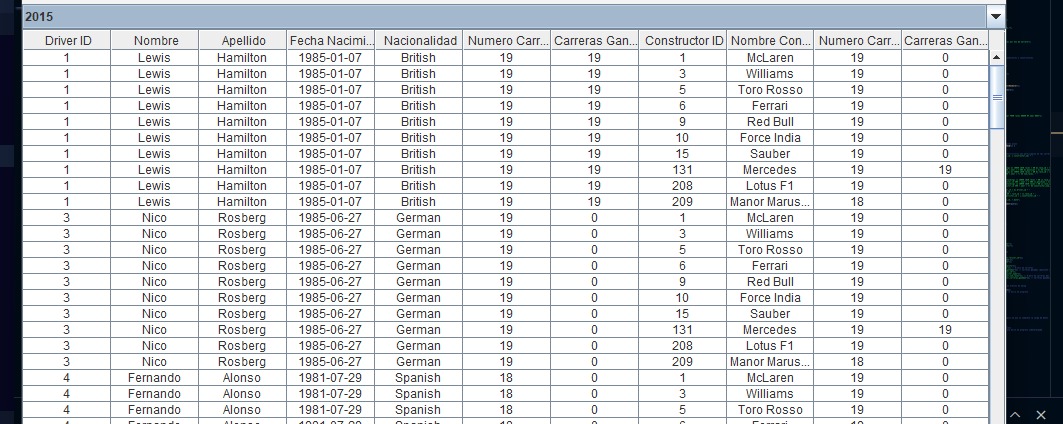 2015
Driver ID Nombre Apellido Fecha Nacimi... Nacionalidad Numero Carr... Carreras Gan... Constructor ID Nombre Con... Numero Carr... Carreras Gan...
1 Lewis Hamilton 1985-01-07 British 19 19 1 McLaren 19 0
1 Lewis Hamilton 1985-01-07 British 19 19 3 Williams 19 0
1 Lewis Hamilton 1985-01-07 British 19 19 5 Toro Rosso 19 0
1 Lewis Hamilton 1985-01-07 British 19 19 6 Ferrari 19 0
1 Lewis Hamilton 1985-01-07 British 19 19 9 Red Bull 19 0
1 Lewis Hamilton 1985-01-07 British 19 19 10 Force India 19 0
1 Lewis Hamilton 1985-01-07 British 19 19 15 Sauber 19 0
1 Lewis Hamilton 1985-01-07 British 19 19 131 Mercedes 19 19
1 Lewis Hamilton 1985-01-07 British 19 19 208 Lotus F1 19 0
1 Lewis Hamilton 1985-01-07 British 19 19 209 Manor Marus... 18 0
3 Nico Rosberg 1985-06-27 German 19 0 1 McLaren 19 0
3 Nico Rosberg 1985-06-27 German 19 0 3 Williams 19 0
3 Nico Rosberg 1985-06-27 German 19 0 5 Toro Rosso 19 0
3 Nico Rosberg 1985-06-27 German 19 0 6 Ferrari 19 0
3 Nico Rosberg 1985-06-27 German 19 0 9 Red Bull 19 0
3 Nico Rosberg 1985-06-27 German 19 0 10 Force India 19 0
3 Nico Rosberg 1985-06-27 German 19 0 15 Sauber 19 0
3 Nico Rosberg 1985-06-27 German 19 0 131 Mercedes 19 19
3 Nico Rosberg 1985-06-27 German 19 0 208 Lotus F1 19 0
3 Nico Rosberg 1985-06-27 German 19 0 209 Manor Marus... 18 0
4 Fernando Alonso 1981-07-29 Spanish 18 0 1 McLaren 19 0
4 Fernando Alonso 1981-07-29 Spanish 18 0 3 Williams 19 0
4 Fernando Alonso 1981-07-29 Spanish 18 0 5 Toro Rosso 19 0
4 Fernando Alonso 1981-07-29 Spanish 18 0 Ferrari 19 0